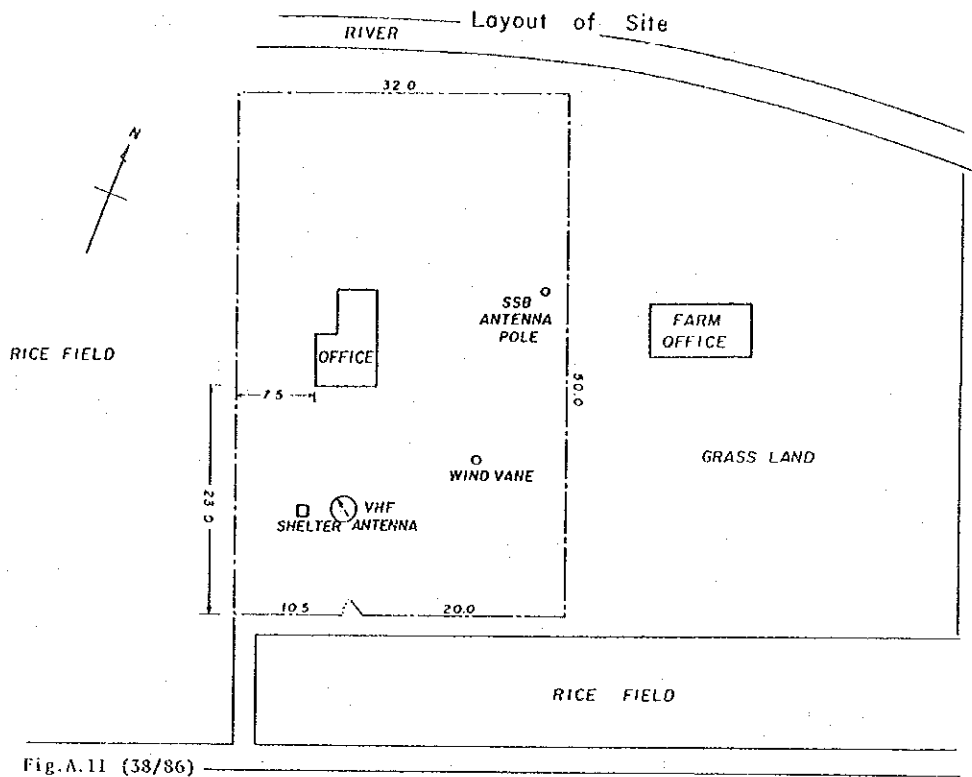 Layout of Site
RIVER
32.0
N
SSB
ANTENNA
POLE
FARM
OFFICE
RICE FIELD
OFFICE
7.5
50.0
GRASS LAND
WIND VANE
23.0
VHF
SHELTER ANTENNA
10.5
20.0
RICE FIELD
Fig.A.11 (38/86)